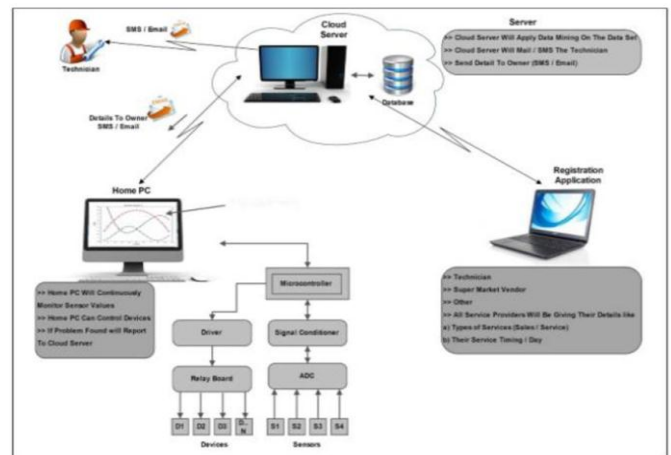 SMS / Email
Technician
Cloud
Server
Database
Server
>> Cloud Server Will Apply Data Mining On The Data Set
>> Cloud Server Will Mail / SMS The Technician
>> Send Detail To Owner (SMS / Email)
Details To Owner
SMS / Email
Home PC
Registration
Application
>> Home PC Will Continuously
Monitor Sensor Values
>> Home PC Can Control Devices
>> If Problem Found will Report
To Cloud Server
Microcontroller
Driver
Signal Conditioner
Relay Board
ADC
D1
D2
D3
D..
N
S1
S2
S3
S4
Devices
Sensors
>> Technician
>> Super Market Vendor
>> Other
>> All Service Providers Will Be Giving Their Details like
a) Types of Services (Sales / Service)
b) Their Service Timing / Day